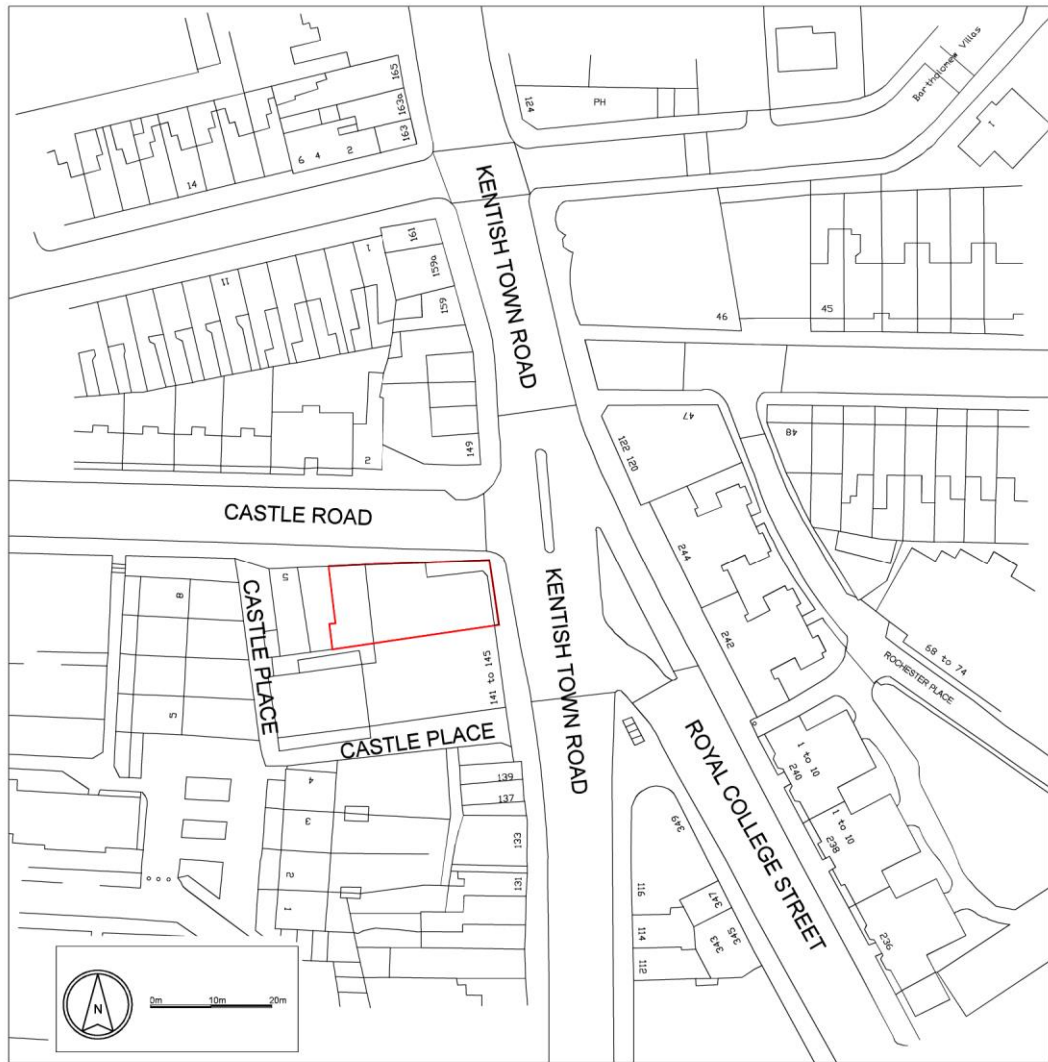 165
163a
163
6 4 2
14
124
PH
Bartholomew Villas
1
KENTISH TOWN ROAD
161
159a
159
1
11
46
45
149
2
47
122 120
48
CASTLE ROAD
244
242
KENTISH TOWN ROAD
5
8
5
CASTLE PLACE
141 to 145
CASTLE PLACE
68 to 74
ROCHESTER PLACE
ROYAL COLLEGE STREET
1 to 10
240
1 to 10
238
236
4
3
2
1
139
137
133
131
349
116
114
112
347
345
343
N
0m 10m 20m